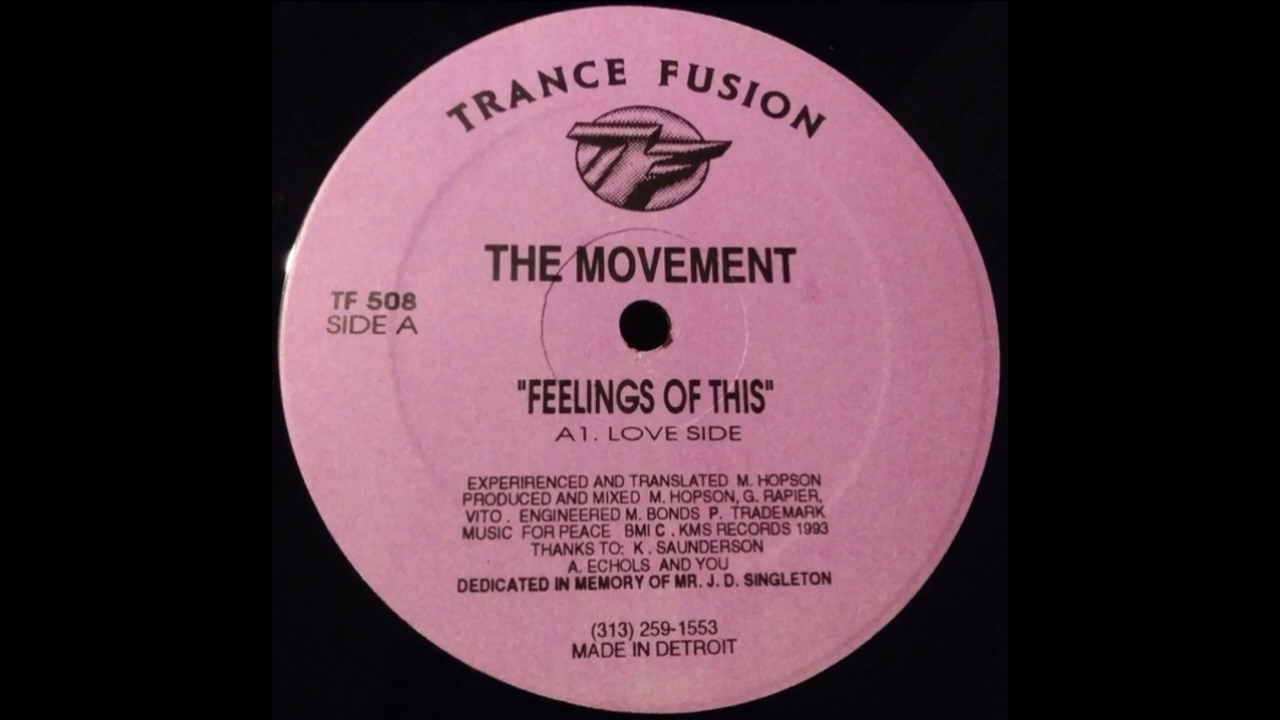 TRANCE FUSION
THE MOVEMENT
TF 508
SIDE A
"FEELINGS OF THIS"
A1. LOVE SIDE
EXPERIRENCED AND TRANSLATED M. HOPSON
PRODUCED AND MIXED M. HOPSON, G. RAPIER,
VITO . ENGINEERED M. BONDS P. TRADEMARK
MUSIC FOR PEACE BMI C . KMS RECORDS 1993
THANKS TO: K . SAUNDERSON
A. ECHOLS AND YOU
DEDICATED IN MEMORY OF MR. J. D. SINGLETON
(313) 259-1553
MADE IN DETROIT